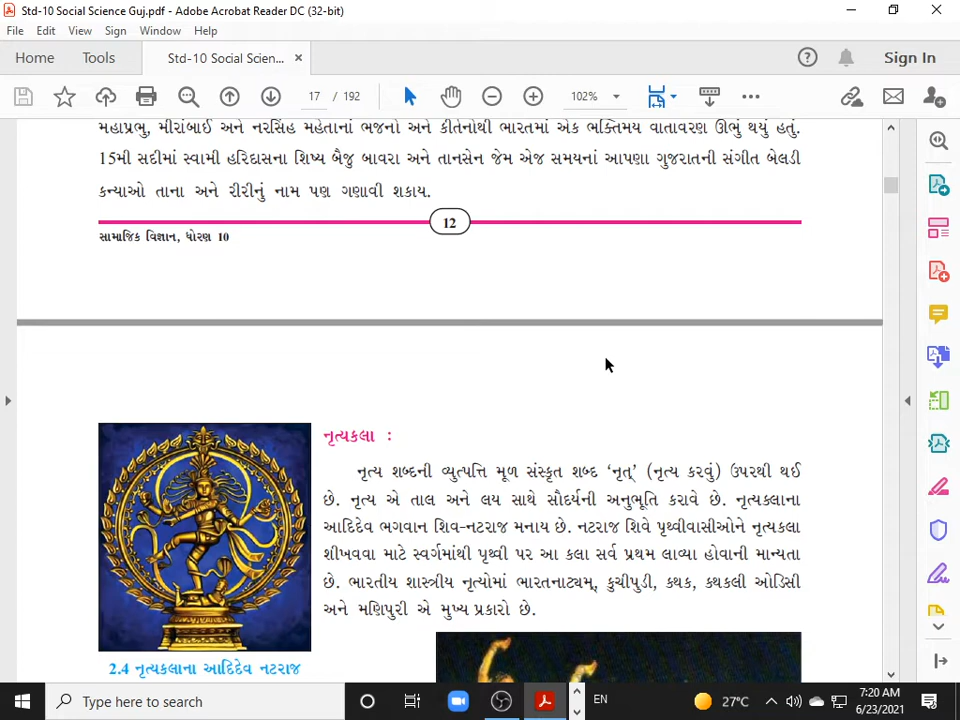 Std-10 Social Science Guj.pdf - Adobe Acrobat Reader DC (32-bit)
File Edit View Sign Window Help
Home Tools Std-10 Social Scien... × Sign In
17 / 192 102%
મહાપ્રભુ, મીરાંબાઈ અને નરસિંહ મહેતાનાં ભજનો અને કીર્તનોથી ભારતમાં એક ભક્તિમય વાતાવરણ ઊભું થયું હતું.
15મી સદીમાં સ્વામી હરિદાસના શિષ્ય બૈજુ બાવરા અને તાનસેન જેમ એજ સમયનાં આપણા ગુજરાતની સંગીત બેલડી
કન્યાઓ તાના અને રીરીનું નામ પણ ગણાવી શકાય.
12
સામાજિક વિજ્ઞાન, ધોરણ 10
નૃત્યકલા :
નૃત્ય શબ્દની વ્યુત્પત્તિ મૂળ સંસ્કૃત શબ્દ ‘નૃત્’ (નૃત્ય કરવું) ઉપરથી થઈ
છે. નૃત્ય એ તાલ અને લય સાથે સૌદર્યની અનુભૂતિ કરાવે છે. નૃત્યક્લાના
આદિદેવ ભગવાન શિવ-નટરાજ મનાય છે. નટરાજ શિવે પૃથ્વીવાસીઓને નૃત્યકલા
શીખવવા માટે સ્વર્ગમાંથી પૃથ્વી પર આ કલા સર્વ પ્રથમ લાવ્યા હોવાની માન્યતા
છે. ભારતીય શાસ્ત્રીય નૃત્યોમાં ભારતનાટ્યમ્, કુચીપુડી, કથક, કથકલી ઓડિસી
અને મણિપુરી એ મુખ્ય પ્રકારો છે.
2.4 નૃત્યકલાના આદિદેવ નટરાજ
Type here to search EN 27°C 7:20 AM
6/23/2021